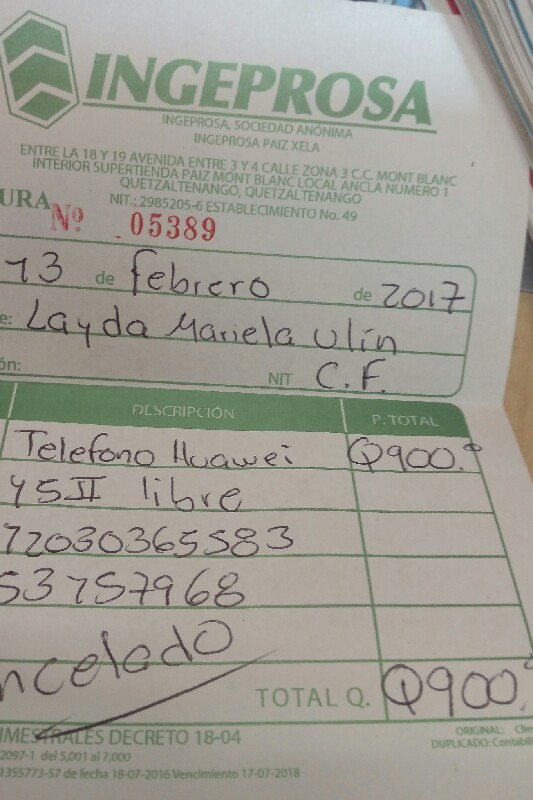 INGEPROSA
INGEPROSA, SOCIEDAD ANÓNIMA
INGEPROSA PAIZ XELA
ENTRE LA 18 Y 19 AVENIDA ENTRE 3 Y 4 CALLE ZONA 3 C.C. MONT BLANC
INTERIOR SUPERTIENDA PAIZ MONT BLANC LOCAL ANCLA NUMERO 1
QUETZALTENANGO, QUETZALTENANGO
NIT.: 2985205-6 ESTABLECIMIENTO No. 49
URA Nº 05389
13 de febrero de 2017
e: Layda Mariela Ulín
ón: NIT C.F.
DESCRIPCIÓN P. TOTAL
Telefono Huawei Q900.º
Y5II libre
72030365583
53757968
ncelado
TOTAL Q. Q900.
IMESTRALES DECRETO 18-04
2097-1 del 5,001 al 7,000
1355773-57 de fecha 18-07-2016 Vencimiento 17-07-2018
ORIGINAL: Clie
DUPLICADO: Contabili